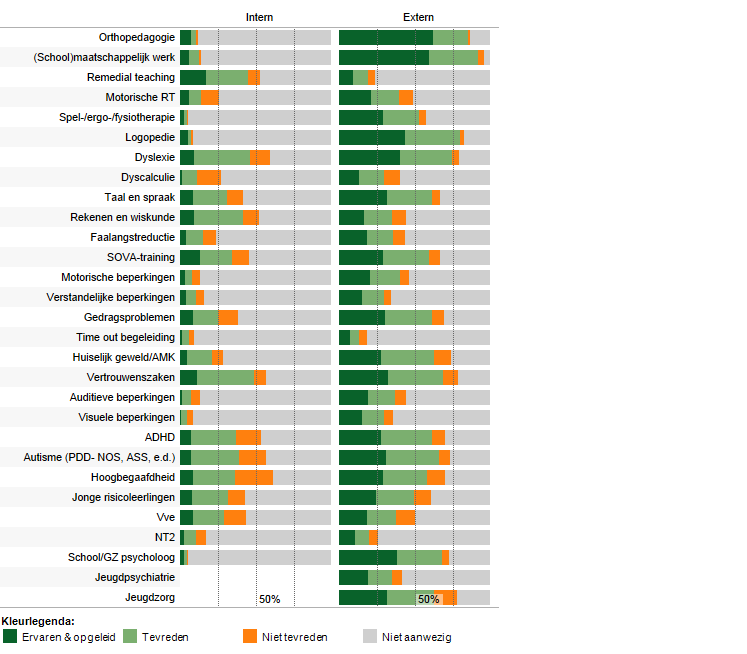 Intern Extern
Orthopedagogie
(School)maatschappelijk werk
Remedial teaching
Motorische RT
Spel-/ergo-/fysiotherapie
Logopedie
Dyslexie
Dyscalculie
Taal en spraak
Rekenen en wiskunde
Faalangstreductie
SOVA-training
Motorische beperkingen
Verstandelijke beperkingen
Gedragsproblemen
Time out begeleiding
Huiselijk geweld/AMK
Vertrouwenszaken
Auditieve beperkingen
Visuele beperkingen
ADHD
Autisme (PDD- NOS, ASS, e.d.)
Hoogbegaafdheid
Jonge risicoleerlingen
Vve
NT2
School/GZ psycholoog
Jeugdpsychiatrie
Jeugdzorg 50% 50%
Kleurlegenda:
Ervaren & opgeleid Tevreden Niet tevreden Niet aanwezig